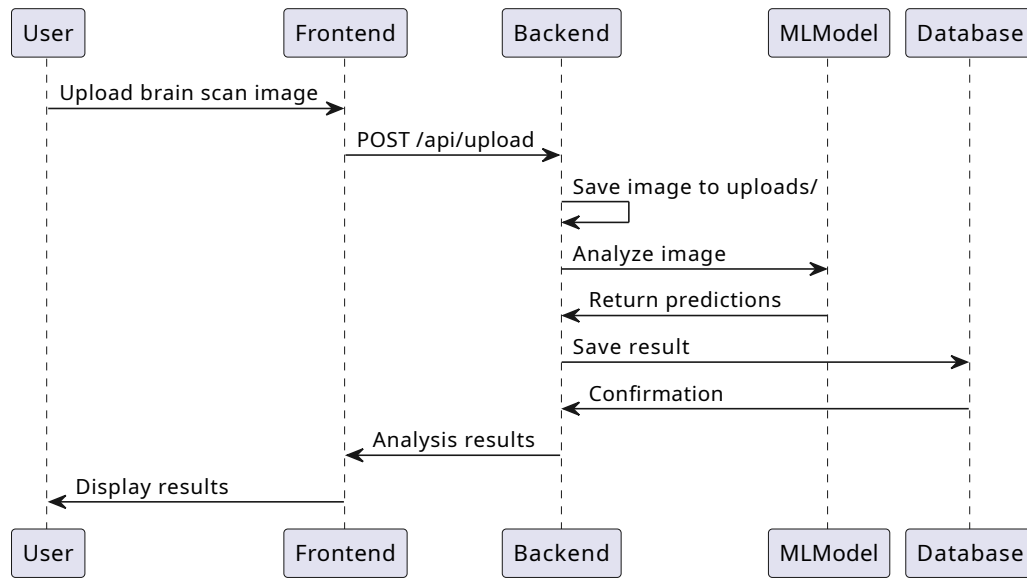 User Frontend Backend MLModel Database
Upload brain scan image
POST /api/upload
Save image to uploads/
Analyze image
Return predictions
Save result
Confirmation
Analysis results
Display results
User Frontend Backend MLModel Database